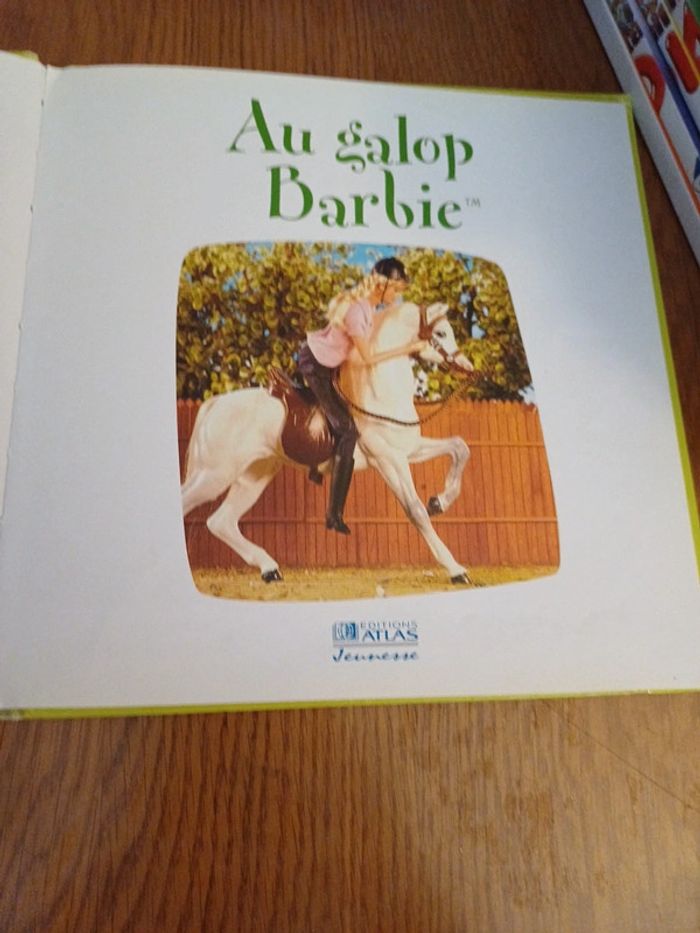 Au galop
Barbie™
EDITIONS
ATLAS
Jeunesse